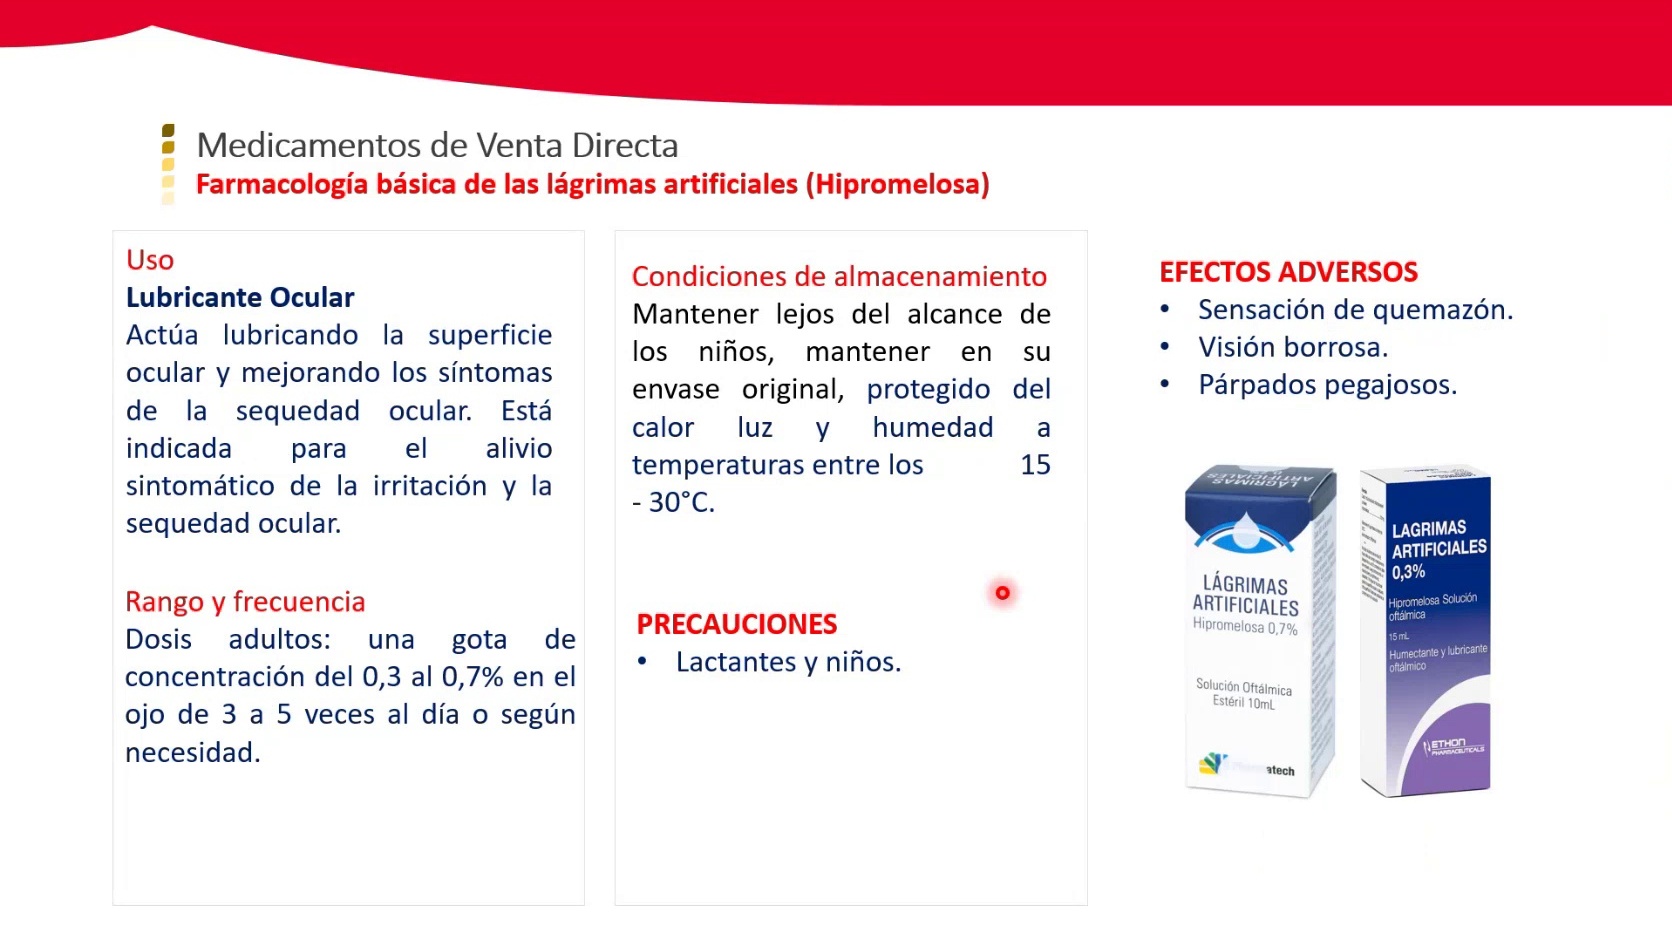 Medicamentos de Venta Directa
Farmacología básica de las lágrimas artificiales (Hipromelosa)
Uso
Lubricante Ocular
Actúa lubricando la superficie
ocular y mejorando los síntomas
de la sequedad ocular. Está
indicada para el alivio
sintomático de la irritación y la
sequedad ocular.
Rango y frecuencia
Dosis adultos: una gota de
concentración del 0,3 al 0,7% en el
ojo de 3 a 5 veces al día o según
necesidad.
Condiciones de almacenamiento
Mantener lejos del alcance de
los niños, mantener en su
envase original, protegido del
calor luz y humedad a
temperaturas entre los 15
- 30°C.
PRECAUCIONES
• Lactantes y niños.
EFECTOS ADVERSOS
• Sensación de quemazón.
• Visión borrosa.
• Párpados pegajosos.
LÁGRIMAS
ARTIFICIALES
LÁGRIMAS
ARTIFICIALES
Hipromelosa 0,7%
Solución Oftálmica
Estéril 10mL
LAGRIMAS
ARTIFICIALES
0,3%
Hipromelosa Solución
oftálmica
15 mL
Humectante y lubricante
oftálmico
ETHON
PHARMACEUTICALS